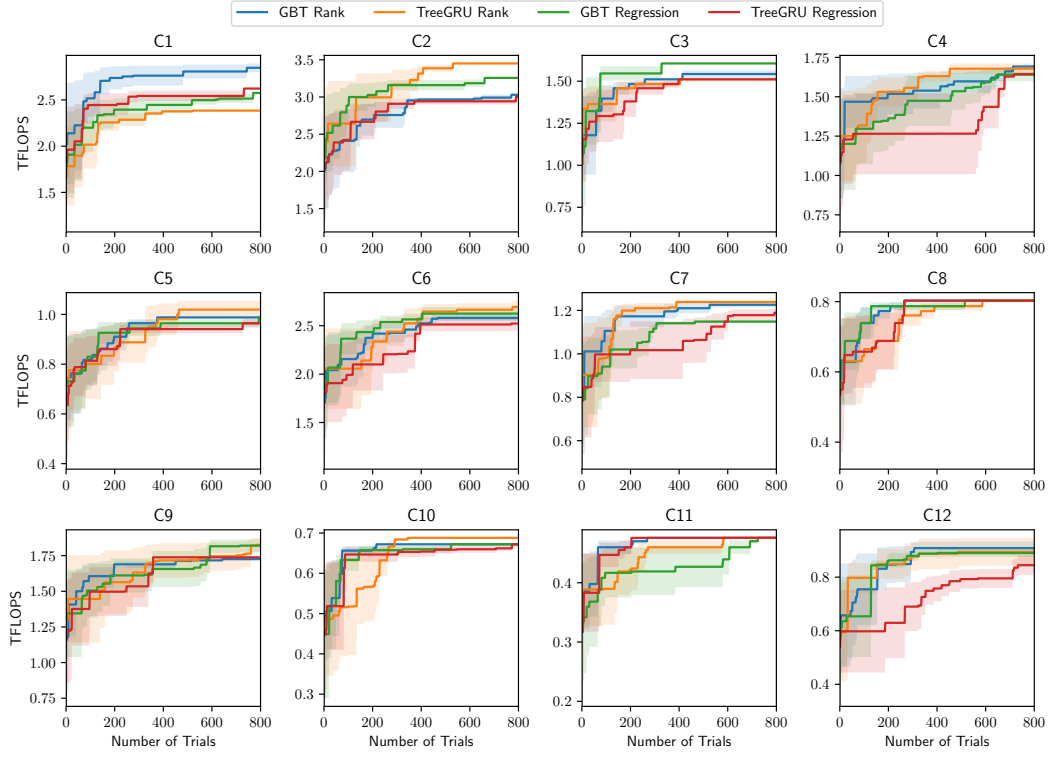 GBT Rank TreeGRU Rank GBT Regression TreeGRU Regression
C1 C2 C3 C4
TFLOPS
1.5 2.0 2.5
1.5 2.0 2.5 3.0 3.5
0.75 1.00 1.25 1.50
0.75 1.00 1.25 1.50 1.75
0 200 400 600 800 0 200 400 600 800 0 200 400 600 800 0 200 400 600 800
C5 C6 C7 C8
TFLOPS
0.4 0.6 0.8 1.0
1.5 2.0 2.5
0.6 0.8 1.0 1.2
0.4 0.6 0.8
0 200 400 600 800 0 200 400 600 800 0 200 400 600 800 0 200 400 600 800
C9 C10 C11 C12
TFLOPS
0.75 1.00 1.25 1.50 1.75
0.3 0.4 0.5 0.6 0.7
0.2 0.3 0.4
0.4 0.6 0.8
0 200 400 600 800 0 200 400 600 800 0 200 400 600 800 0 200 400 600 800
Number of Trials Number of Trials Number of Trials Number of Trials